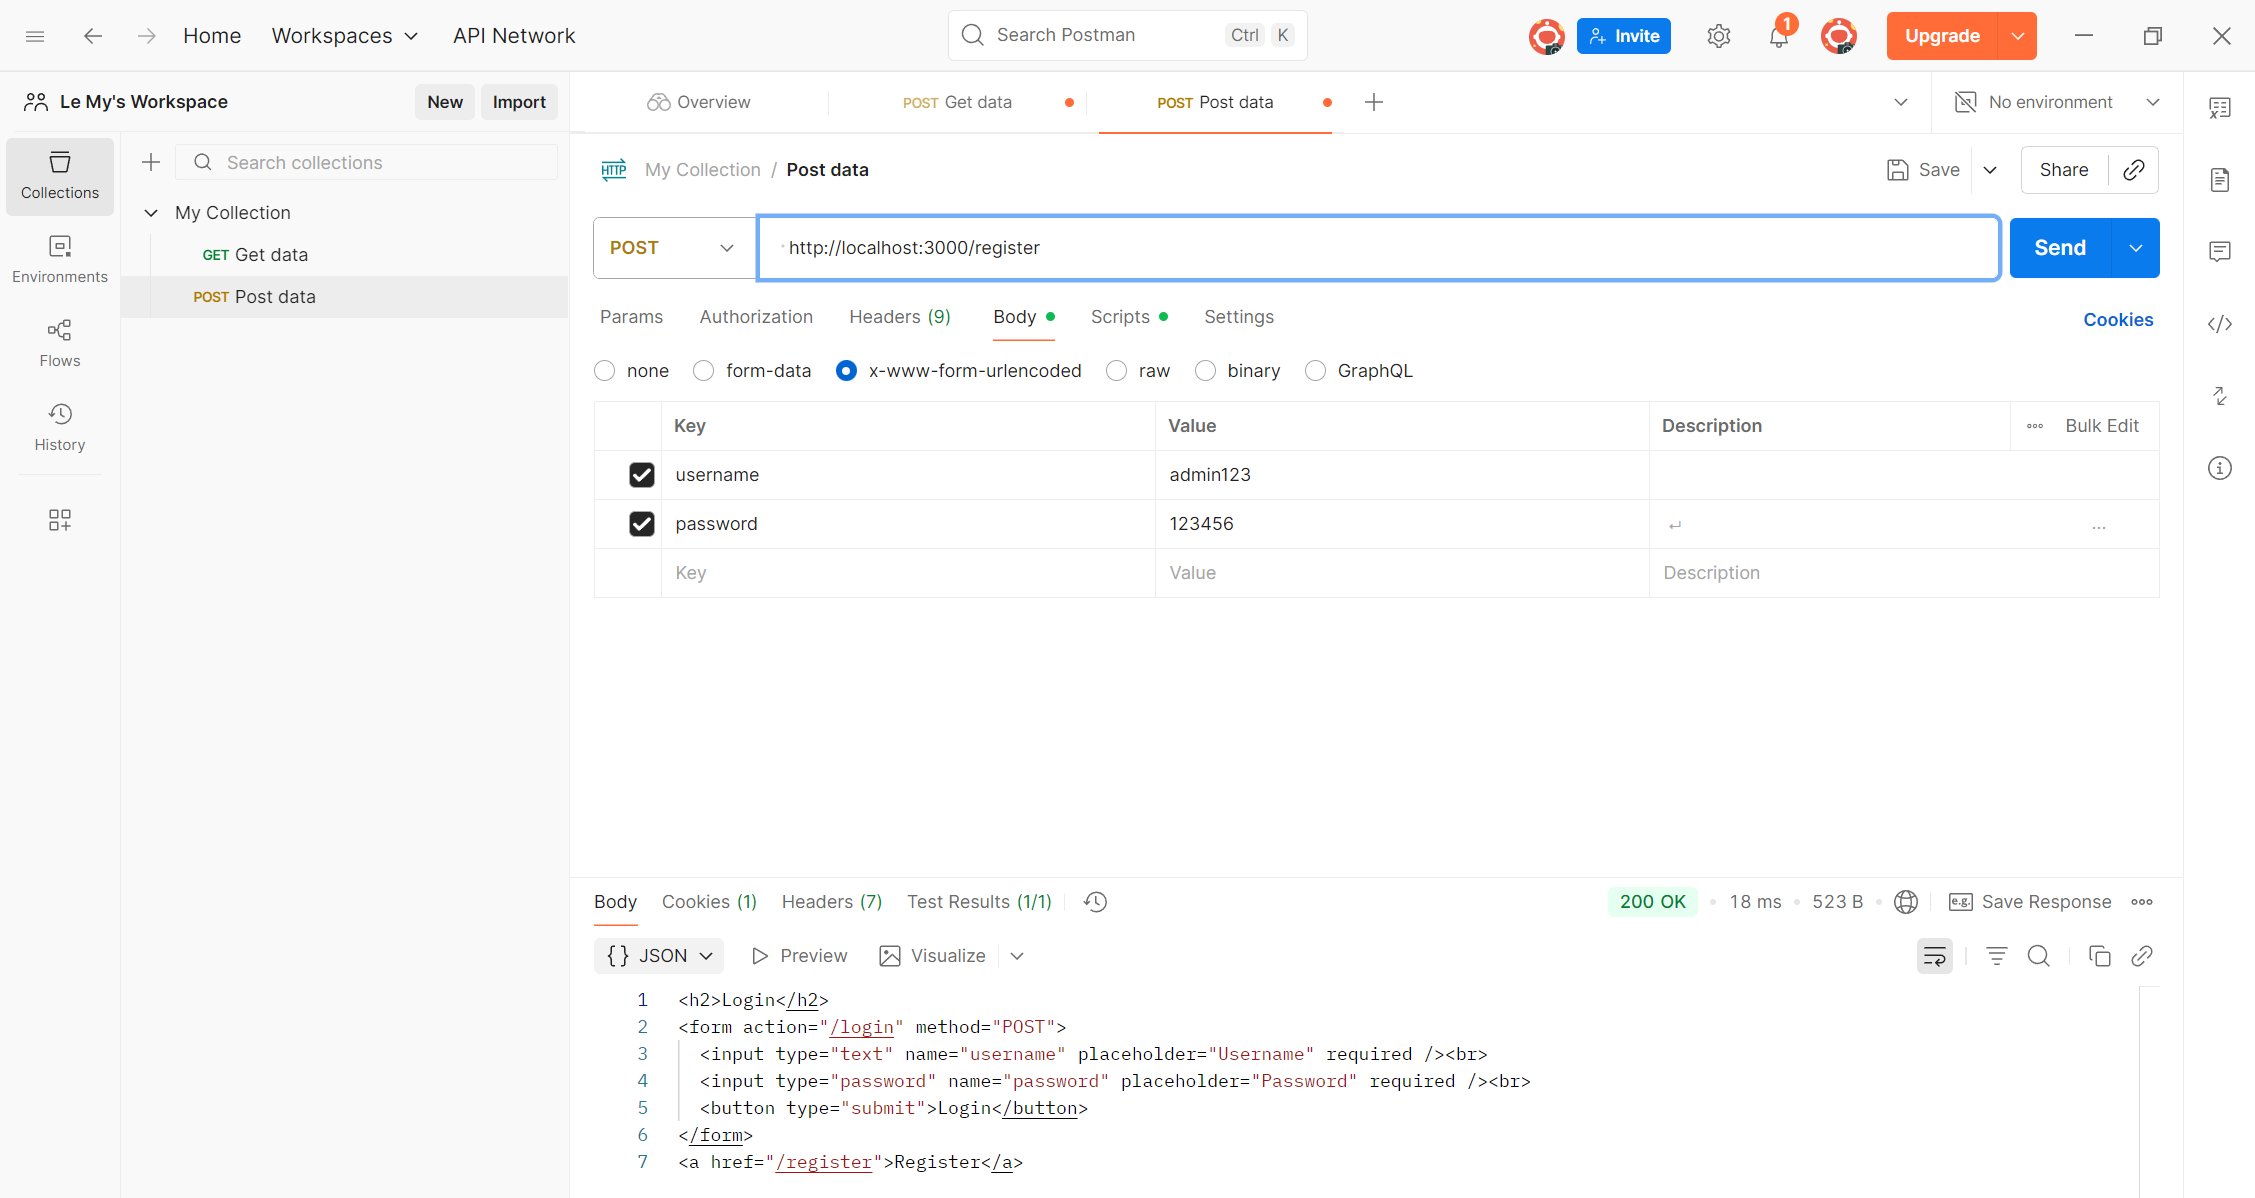 Home Workspaces API Network Search Postman Ctrl K Invite 1 Upgrade
Le My's Workspace New Import
Overview POST Get data POST Post data No environment
Collections
Environments
Flows
History
Search collections
My Collection
GET Get data
POST Post data
HTTP My Collection / Post data Save Share
POST http://localhost:3000/register Send
Params Authorization Headers (9) Body Scripts Settings Cookies
none form-data x-www-form-urlencoded raw binary GraphQL
Key Value Description Bulk Edit
username admin123
password 123456
Key Value Description
Body Cookies (1) Headers (7) Test Results (1/1) 200 OK 18 ms 523 B e.g. Save Response
{} JSON Preview Visualize
1 <h2>Login</h2>
2 <form action="/login" method="POST">
3 <input type="text" name="username" placeholder="Username" required /><br>
4 <input type="password" name="password" placeholder="Password" required /><br>
5 <button type="submit">Login</button>
6 </form>
7 <a href="/register">Register</a>